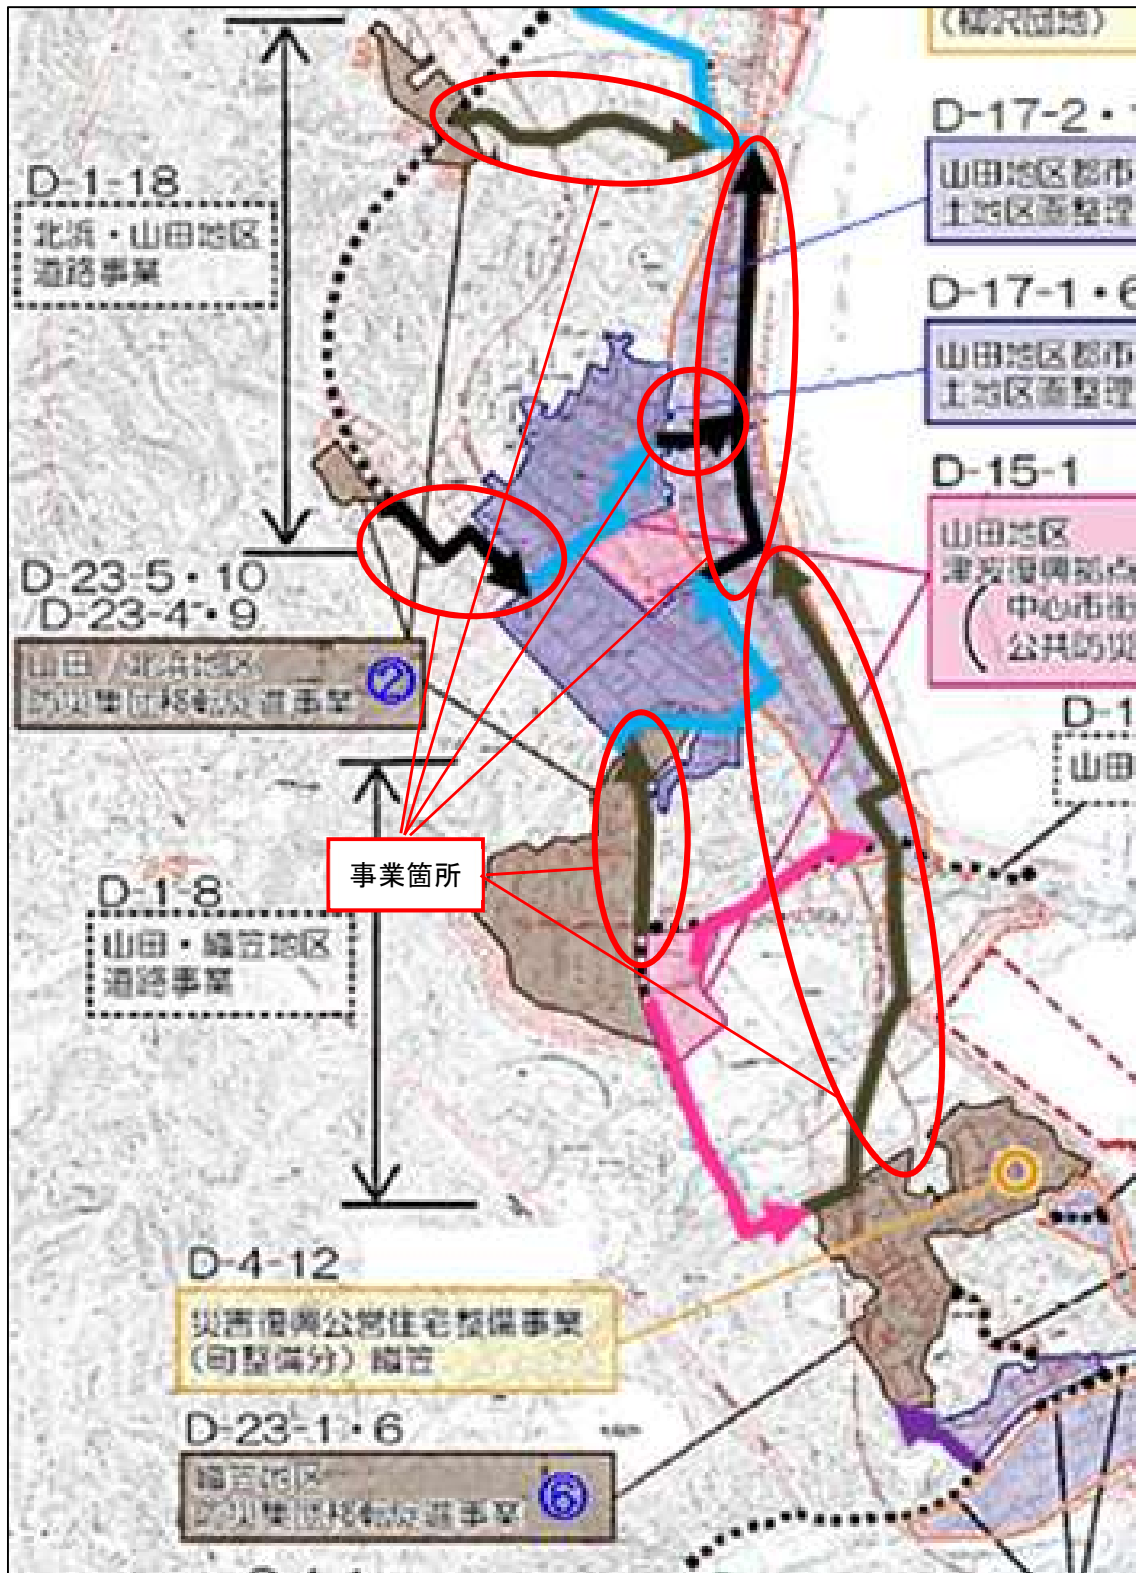 (柳沢団地)
D-17-2・
山田地区都市
土地区画整理
D-1-18
北浜・山田地区
道路事業
D-17-1・6
山田地区都市
土地区画整理
D-15-1
山田地区
津波復興拠点
中心市街
公共防災
D-23-5・10
/D-23-4・9
山田/北浜地区
防災集団移転促進事業 ②
D-1
山田
事業箇所
D-1-8
山田・織笠地区
道路事業
D-4-12
災害復興公営住宅整備事業
(町整備分)織笠
D-23-1・6
織笠地区
防災集団移転促進事業 ⑥